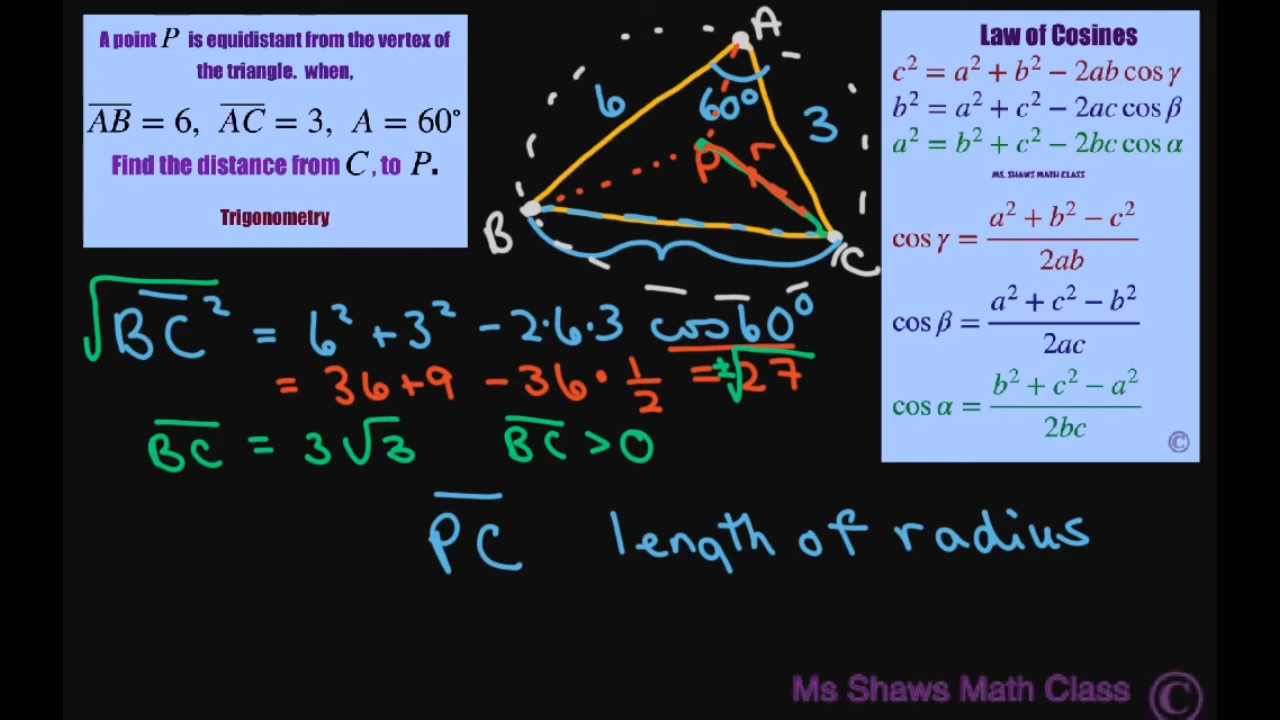 A point P is equidistant from the vertex of
the triangle. when,
AB = 6, AC = 3, A = 60°
Find the distance from C, to P.
Trigonometry
A
6
60°
3
P
r
B
C
Law of Cosines
c² = a² + b² − 2ab cos γ
b² = a² + c² − 2ac cos β
a² = b² + c² − 2bc cos α
MS. SHAWS MATH CLASS
cos γ = (a² + b² − c²) / 2ab
cos β = (a² + c² − b²) / 2ac
cos α = (b² + c² − a²) / 2bc
©
√BC² = 6² + 3² − 2·6·3 cos60°
= 36+9 − 36 · 1/2 = ±√27
BC = 3√3 BC > 0
PC length of radius
Ms Shaws Math Class ©